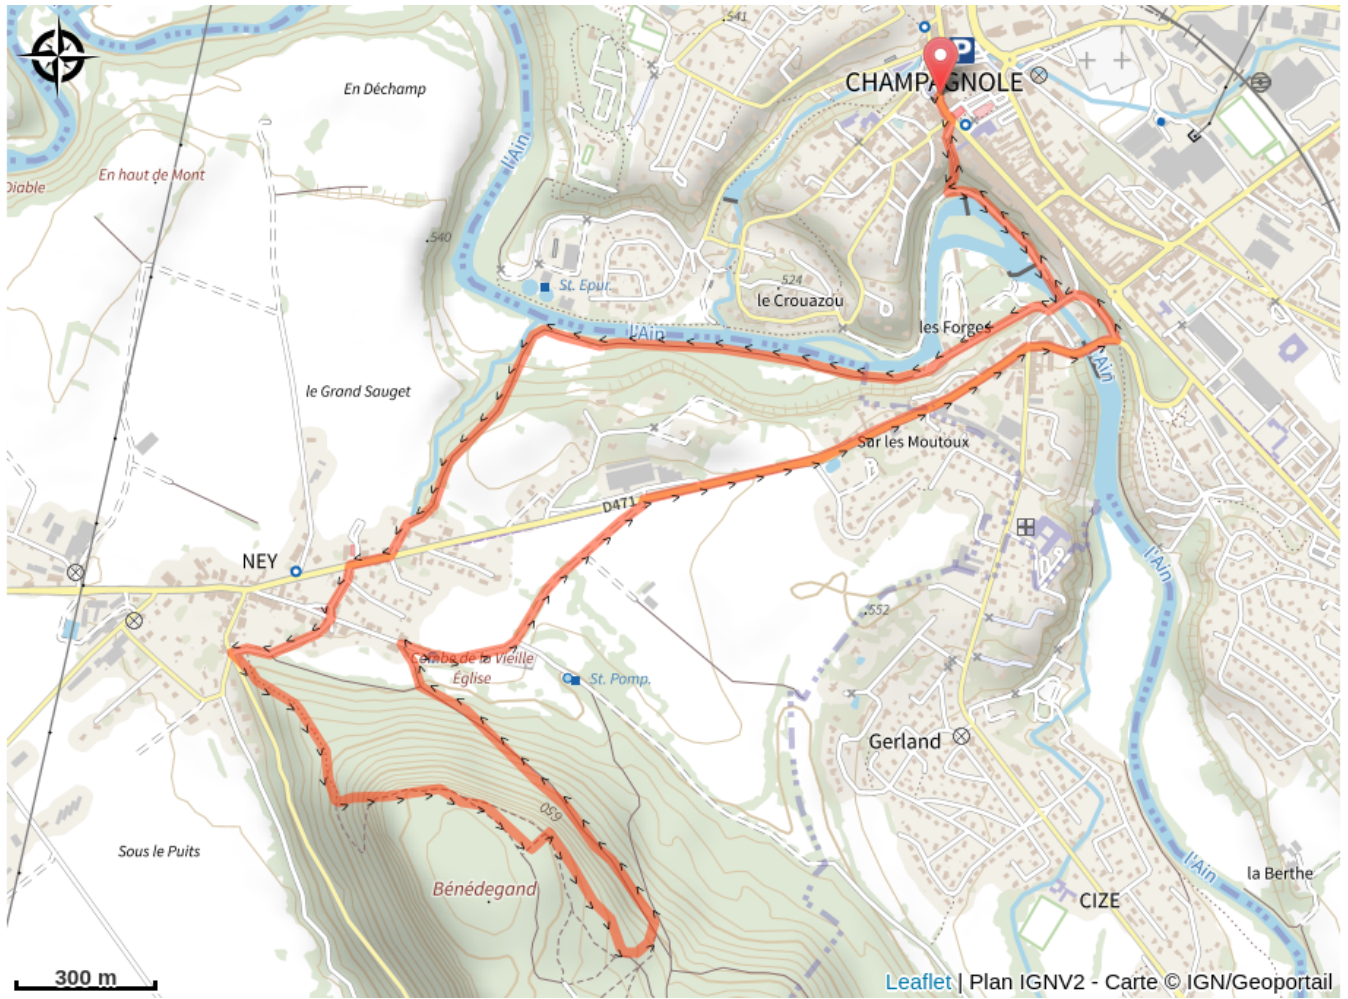 541
P
CHAMPAGNOLE
En Déchamp
l'Ain
En haut de Mont
Diable
540
St. Epur.
524
le Crouazou
l'Ain
les Forges
l'Ain
le Grand Sauget
Sur les Moutoux
D471
NEY
l'Ain
552
Combe de la Vieille
Église
St. Pomp.
Gerland
650
Sous le Puits
Bénédegand
l'Ain
la Berthe
CIZE
300 m
Leaflet | Plan IGNV2 - Carte © IGN/Geoportail